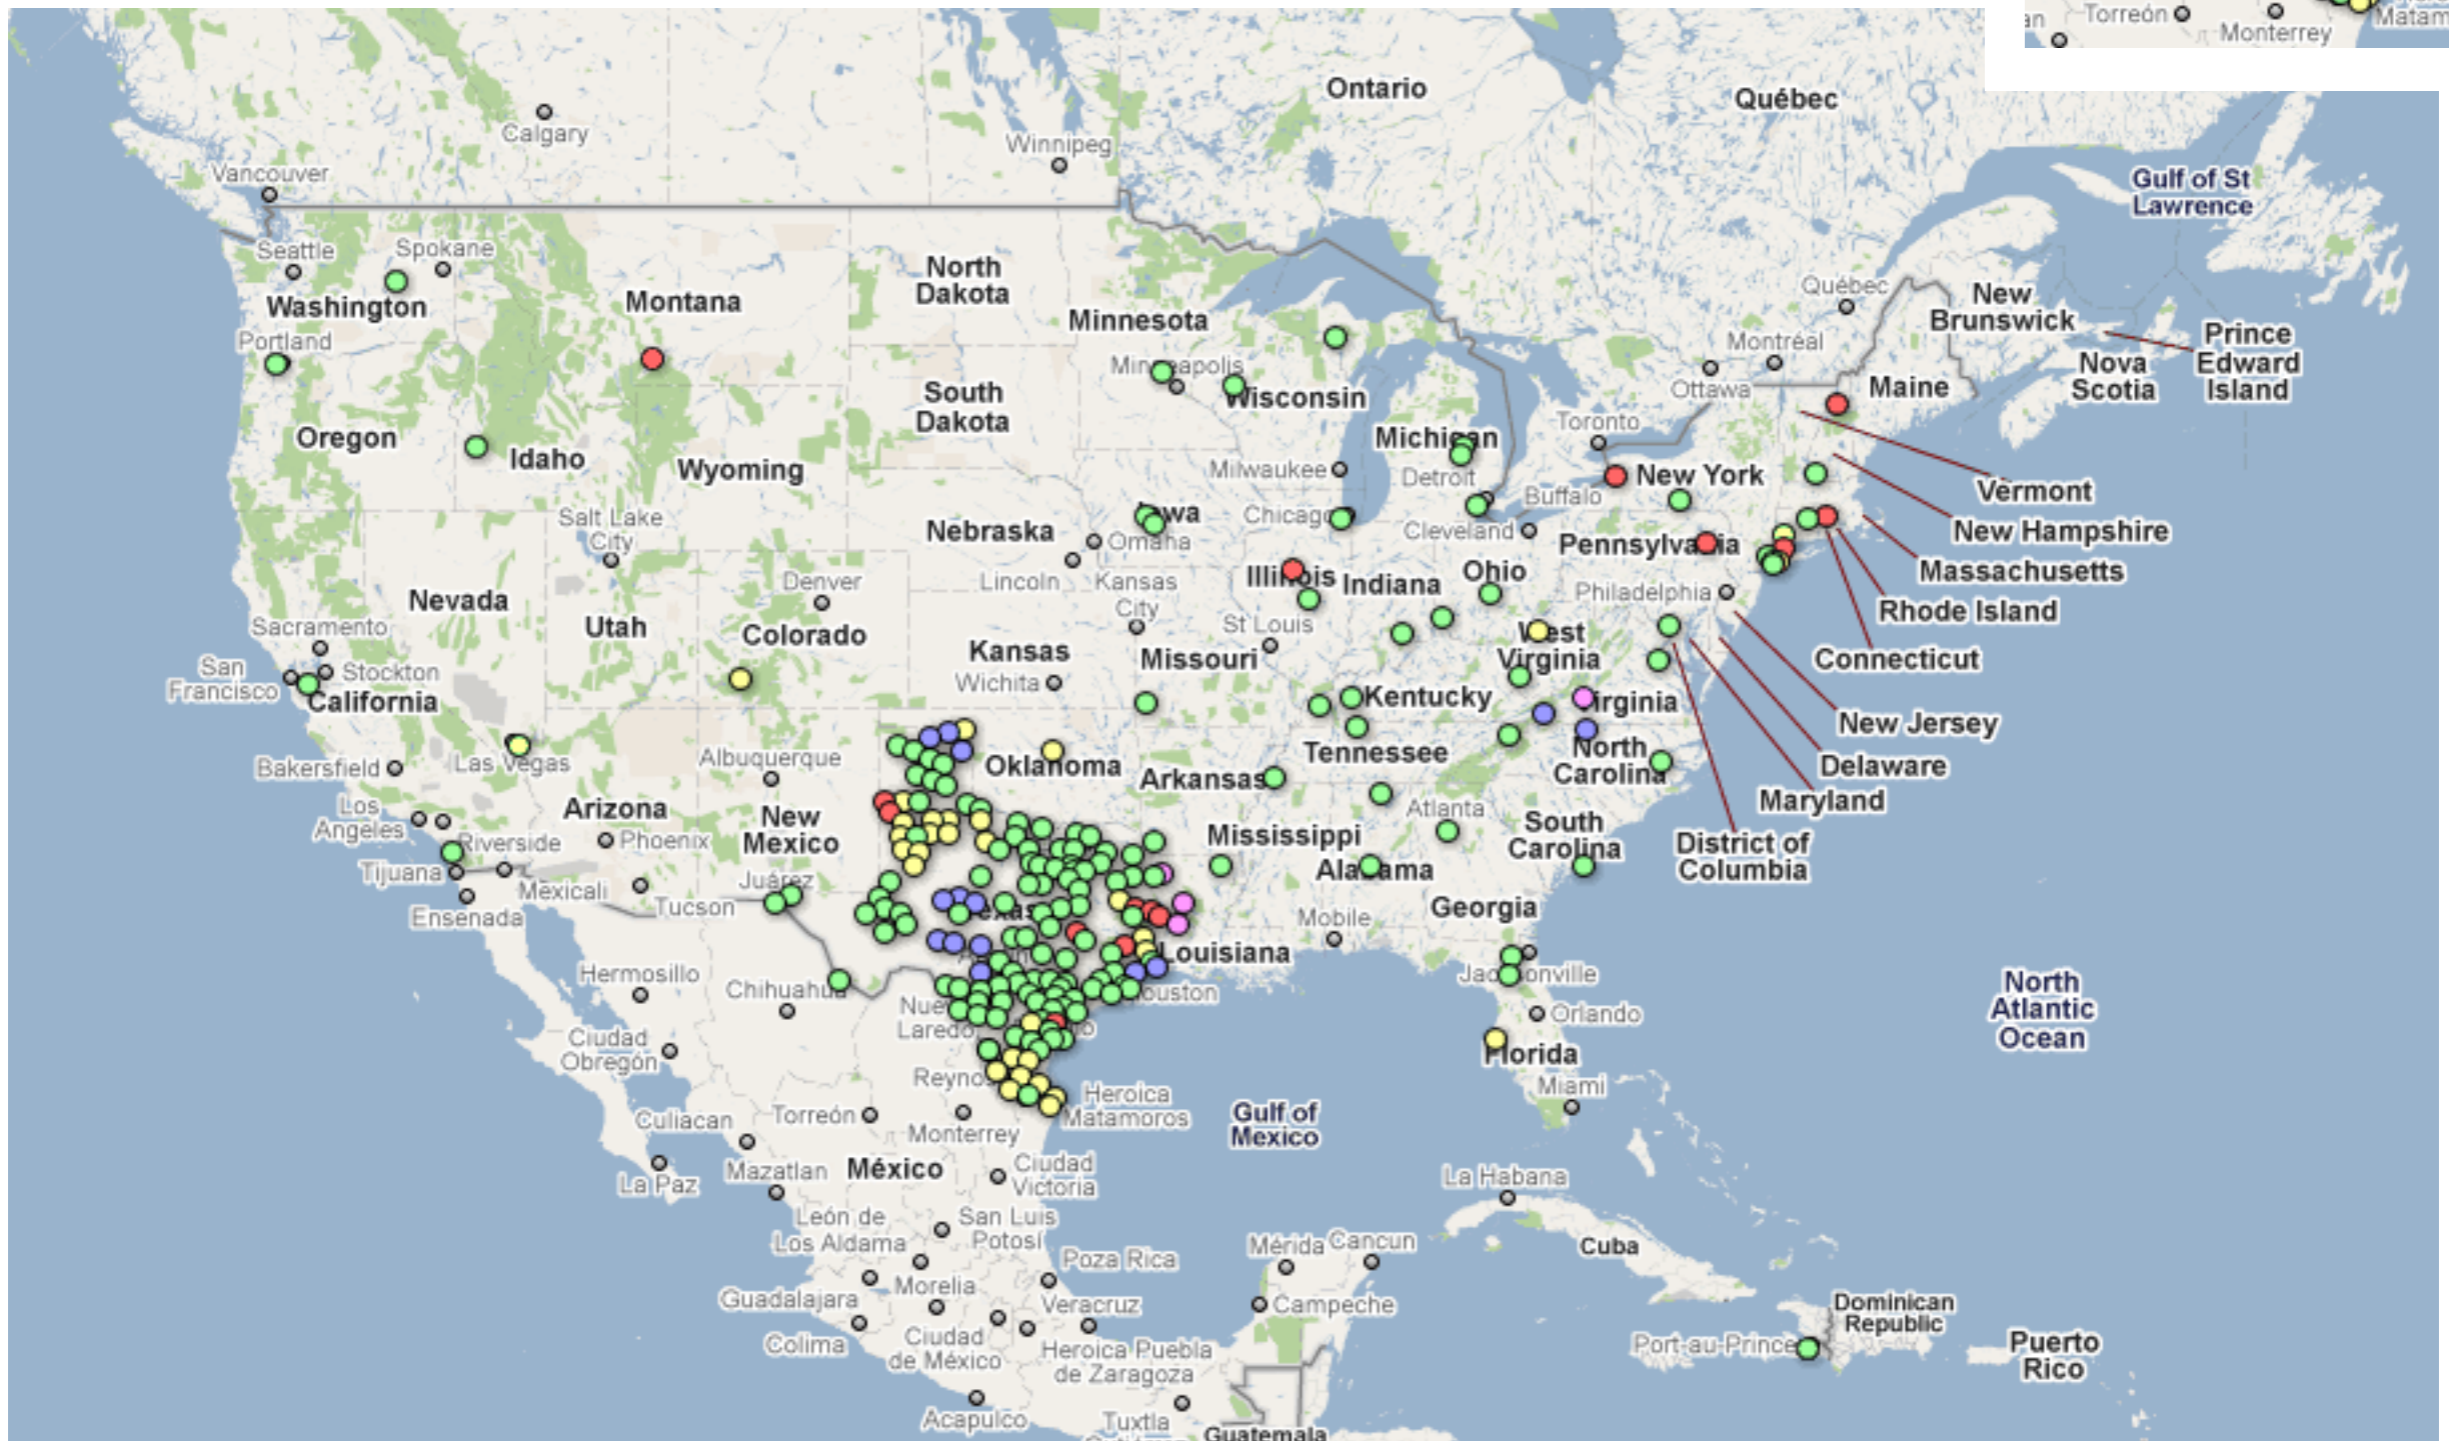 Torreón
Monterrey
Ontario
Québec
Calgary
Winnipeg
Vancouver
Gulf of St
Lawrence
Seattle
Spokane
Washington
Montana
North
Dakota
Minnesota
Québec
New
Brunswick
Prince
Edward
Island
Portland
Montréal
Nova
Scotia
Ottawa
Maine
South
Dakota
Wisconsin
Oregon
Idaho
Wyoming
Michigan
Toronto
Milwaukee
Detroit
New York
Buffalo
Vermont
Salt Lake
City
Nebraska
Iowa
Chicago
Cleveland
New Hampshire
Omaha
Pennsylvania
Massachusetts
Lincoln
Kansas
City
Denver
Illinois
Indiana
Ohio
Philadelphia
Nevada
Rhode Island
Sacramento
Utah
Colorado
St Louis
West
Virginia
Kansas
Missouri
Connecticut
San
Francisco
Stockton
California
Wichita
Kentucky
Virginia
New Jersey
Bakersfield
Las Vegas
Albuquerque
Oklahoma
Arkansas
Tennessee
North
Carolina
Delaware
Maryland
Los
Angeles
Arizona
New
Mexico
Atlanta
South
Carolina
Riverside
Phoenix
Mississippi
District of
Columbia
Tijuana
Mexicali
Juárez
Alabama
Ensenada
Tucson
Texas
Mobile
Georgia
Louisiana
Hermosillo
Chihuahua
Jacksonville
North
Atlantic
Ocean
Laredo
Orlando
Ciudad
Obregón
Florida
Miami
Heroica
Matamoros
Gulf of
Mexico
Culiacan
Torreón
Monterrey
La Paz
Mazatlan
México
Ciudad
Victoria
La Habana
León de
Los Aldama
San Luis
Potosí
Poza Rica
Mérida
Cancun
Cuba
Morelia
Guadalajara
Veracruz
Campeche
Dominican
Republic
Colima
Ciudad
de México
Heroica Puebla
de Zaragoza
Port-au-Prince
Puerto
Rico
Acapulco
Tuxtla
Guatemala